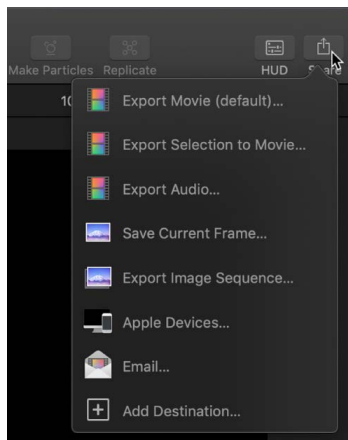 Make Particles Replicate HUD Share
10
Export Movie (default)...
Export Selection to Movie...
Export Audio...
Save Current Frame...
Export Image Sequence...
Apple Devices...
Email...
Add Destination...